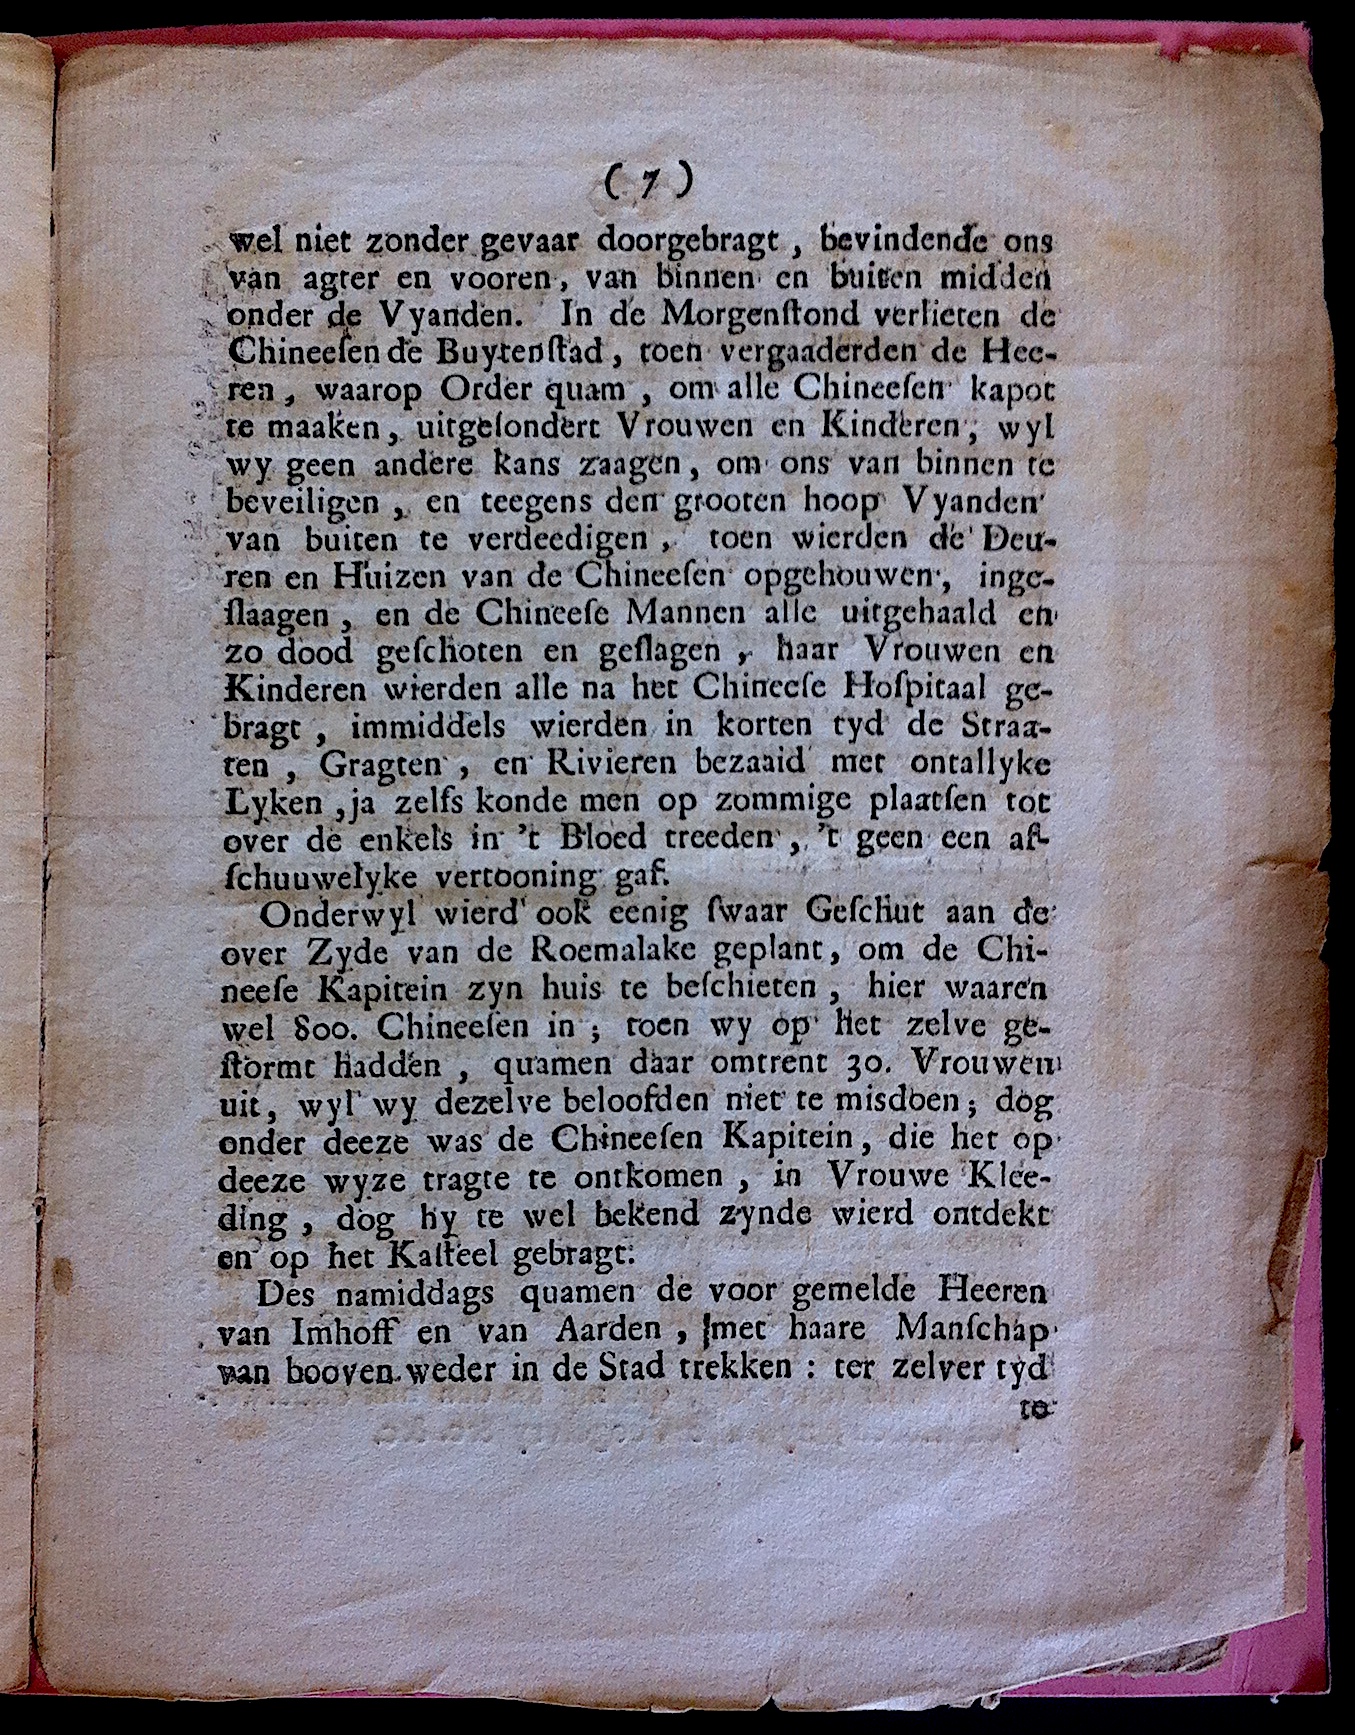 ( 7 )
wel niet zonder gevaar doorgebragt, bevindende ons
van agter en vooren, van binnen en buiten midden
onder de Vyanden. In de Morgenſtond verlieten de
Chineeſen de Buytenſtad, toen vergaaderden de Hee-
ren, waarop Order quam, om alle Chineeſen kapot
te maaken, uitgeſondert Vrouwen en Kinderen, wyl
wy geen andere kans zaagen, om ons van binnen te
beveiligen, en teegens den grooten hoop Vyanden
van buiten te verdeedigen, toen wierden de Deu-
ren en Huizen van de Chineeſen opgehouwen, inge-
ſlaagen, en de Chineeſe Mannen alle uitgehaald en
zo dood geſchoten en geſlagen, haar Vrouwen en
Kinderen wierden alle na het Chineeſe Hoſpitaal ge-
bragt, immiddels wierden in korten tyd de Straa-
ten, Gragten, en Rivieren bezaaid met ontallyke
Lyken, ja zelfs konde men op zommige plaatſen tot
over de enkels in 't Bloed treeden, 't geen een af-
ſchuuwelyke vertooning gaf.
Onderwyl wierd ook eenig ſwaar Geſchut aan de
over Zyde van de Roemalake geplant, om de Chi-
neeſe Kapitein zyn huis te beſchieten, hier waaren
wel 800. Chineeſen in; toen wy op het zelve ge-
ſtormt hadden, quamen daar omtrent 30. Vrouwen
uit, wyl wy dezelve beloofden niet te misdoen; dog
onder deeze was de Chineeſen Kapitein, die het op
deeze wyze tragte te ontkomen, in Vrouwe Klee-
ding, dog hy te wel bekend zynde wierd ontdekt
en op het Kaſteel gebragt.
Des namiddags quamen de voor gemelde Heeren
van Imhoff en van Aarden, met haare Manſchap
van booven weder in de Stad trekken: ter zelver tyd
te